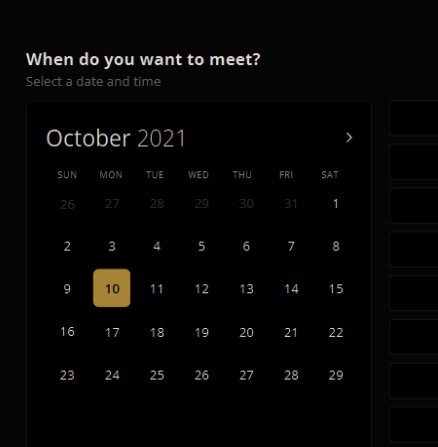 When do you want to meet?
Select a date and time
October 2021
SUN MON TUE WED THU FRI SAT
26 27 28 29 30 31 1
2 3 4 5 6 7 8
9 10 11 12 13 14 15
16 17 18 19 20 21 22
23 24 25 26 27 28 29